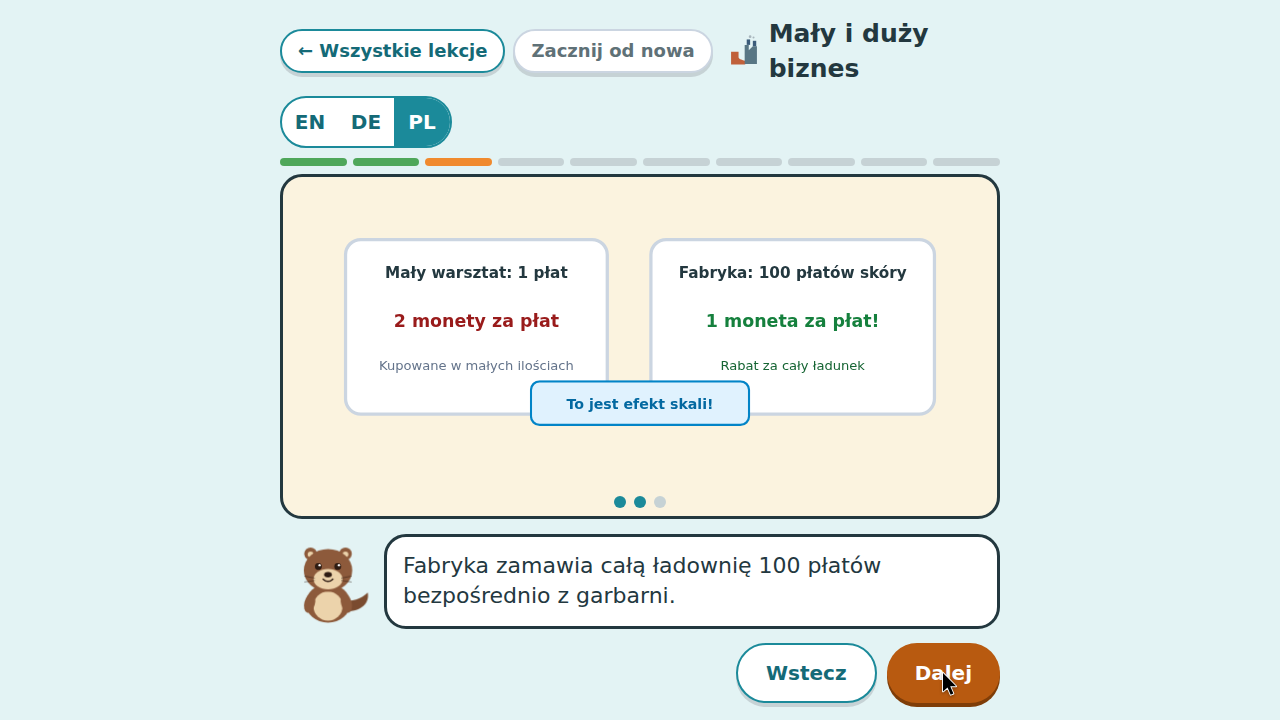 ← Wszystkie lekcje
Zacznij od nowa
Mały i duży
biznes
EN DE PL
Mały warsztat: 1 płat
2 monety za płat
Kupowane w małych ilościach
Fabryka: 100 płatów skóry
1 moneta za płat!
Rabat za cały ładunek
To jest efekt skali!
Fabryka zamawia całą ładownię 100 płatów
bezpośrednio z garbarni.
Wstecz
Dalej